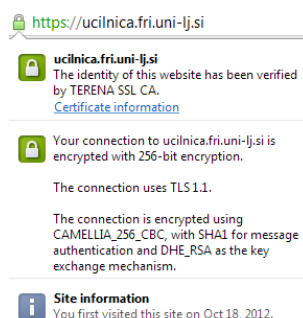 https://ucilnica.fri.uni-lj.si
ucilnica.fri.uni-lj.si
The identity of this website has been verified
by TERENA SSL CA.
Certificate information
Your connection to ucilnica.fri.uni-lj.si is
encrypted with 256-bit encryption.
The connection uses TLS 1.1.
The connection is encrypted using
CAMELLIA_256_CBC, with SHA1 for message
authentication and DHE_RSA as the key
exchange mechanism.
Site information
You first visited this site on Oct 18, 2012.